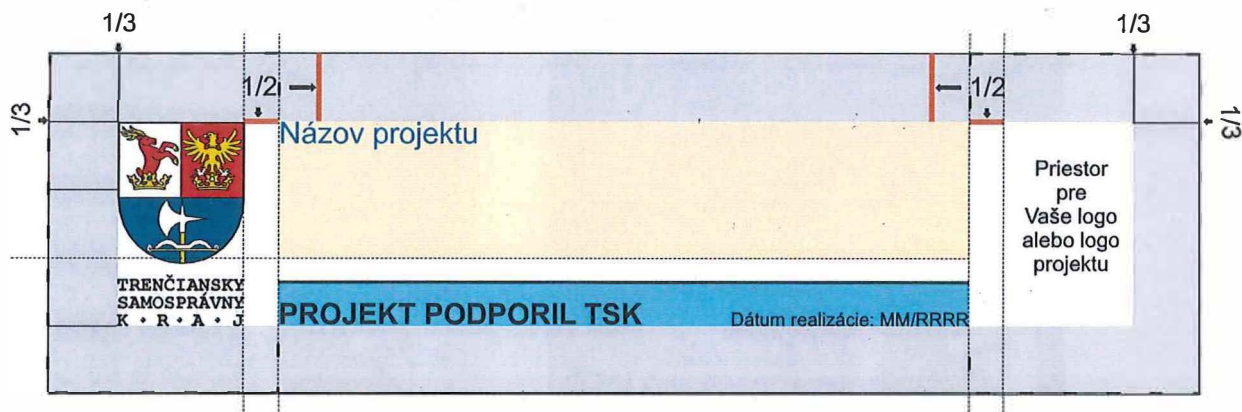 1/3
1/3
1/2
1/2
1/3
1/3
Názov projektu
Priestor
pre
Vaše logo
alebo logo
projektu
TRENČIANSKY
SAMOSPRÁVNY
K · R · A · J
PROJEKT PODPORIL TSK
Dátum realizácie: MM/RRRR